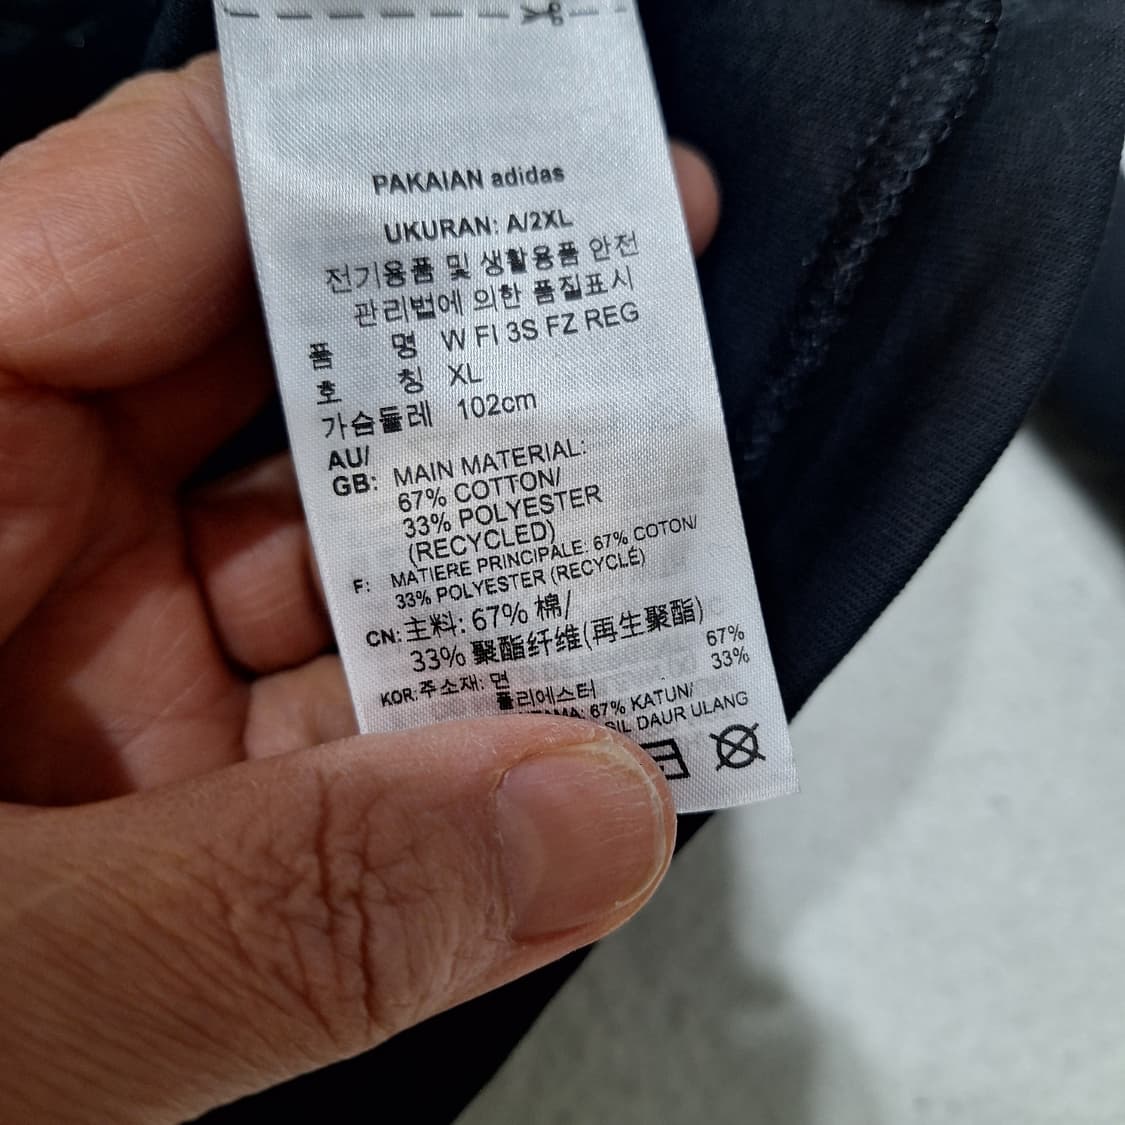 PAKAIAN adidas
UKURAN: A/2XL
전기용품 및 생활용품 안전
관리법에 의한 품질표시
품 명 W FI 3S FZ REG
호 칭 XL
가슴둘레 102cm
AU/
GB: MAIN MATERIAL:
67% COTTON/
33% POLYESTER
(RECYCLED)
F: MATIERE PRINCIPALE: 67% COTON/
33% POLYESTER (RECYCLÉ)
CN: 主料: 67% 棉/
33% 聚酯纤维(再生聚酯)
KOR: 주소재: 면 67%
폴리에스터 33%
67% KATUN/
DAUR ULANG